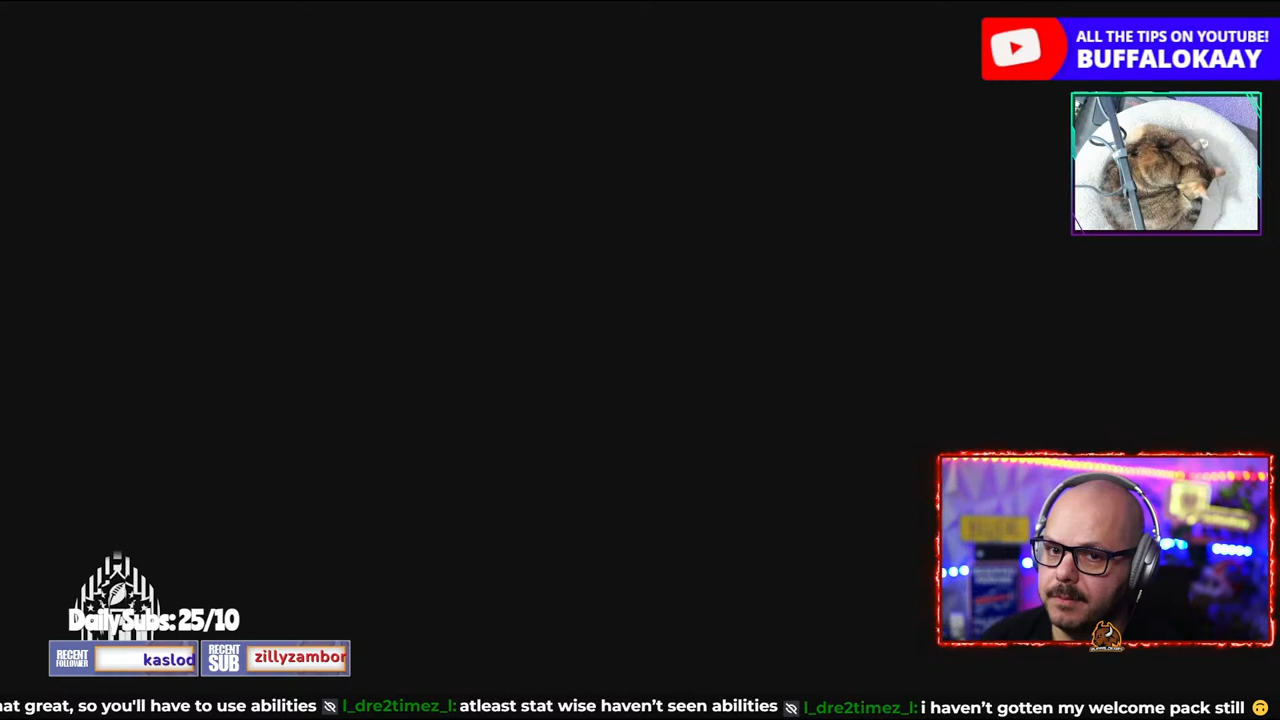 ALL THE TIPS ON YOUTUBE!
BUFFALOKAAY
Daily Subs: 25/10
RECENT FOLLOWER kaslod
RECENT SUB zillyzambor
hat great, so you'll have to use abilities l_dre2timez_l: atleast stat wise haven't seen abilities l_dre2timez_l: i haven't gotten my welcome pack still 🙃